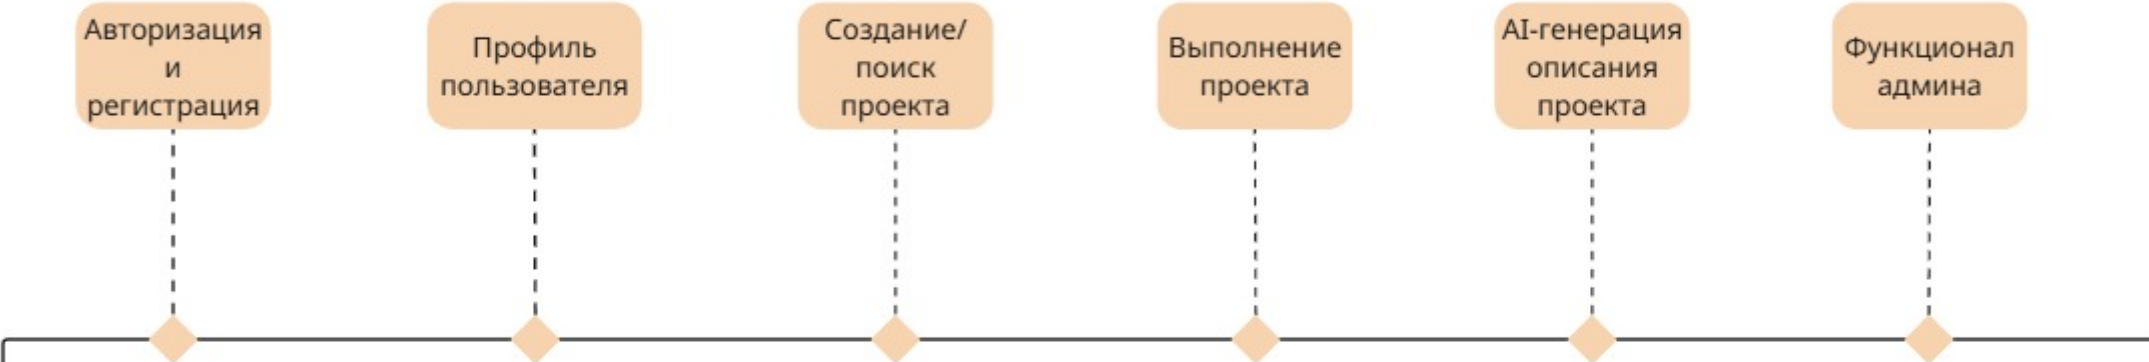 Авторизация
и
регистрация
Профиль
пользователя
Создание/
поиск
проекта
Выполнение
проекта
AI-генерация
описания
проекта
Функционал
админа